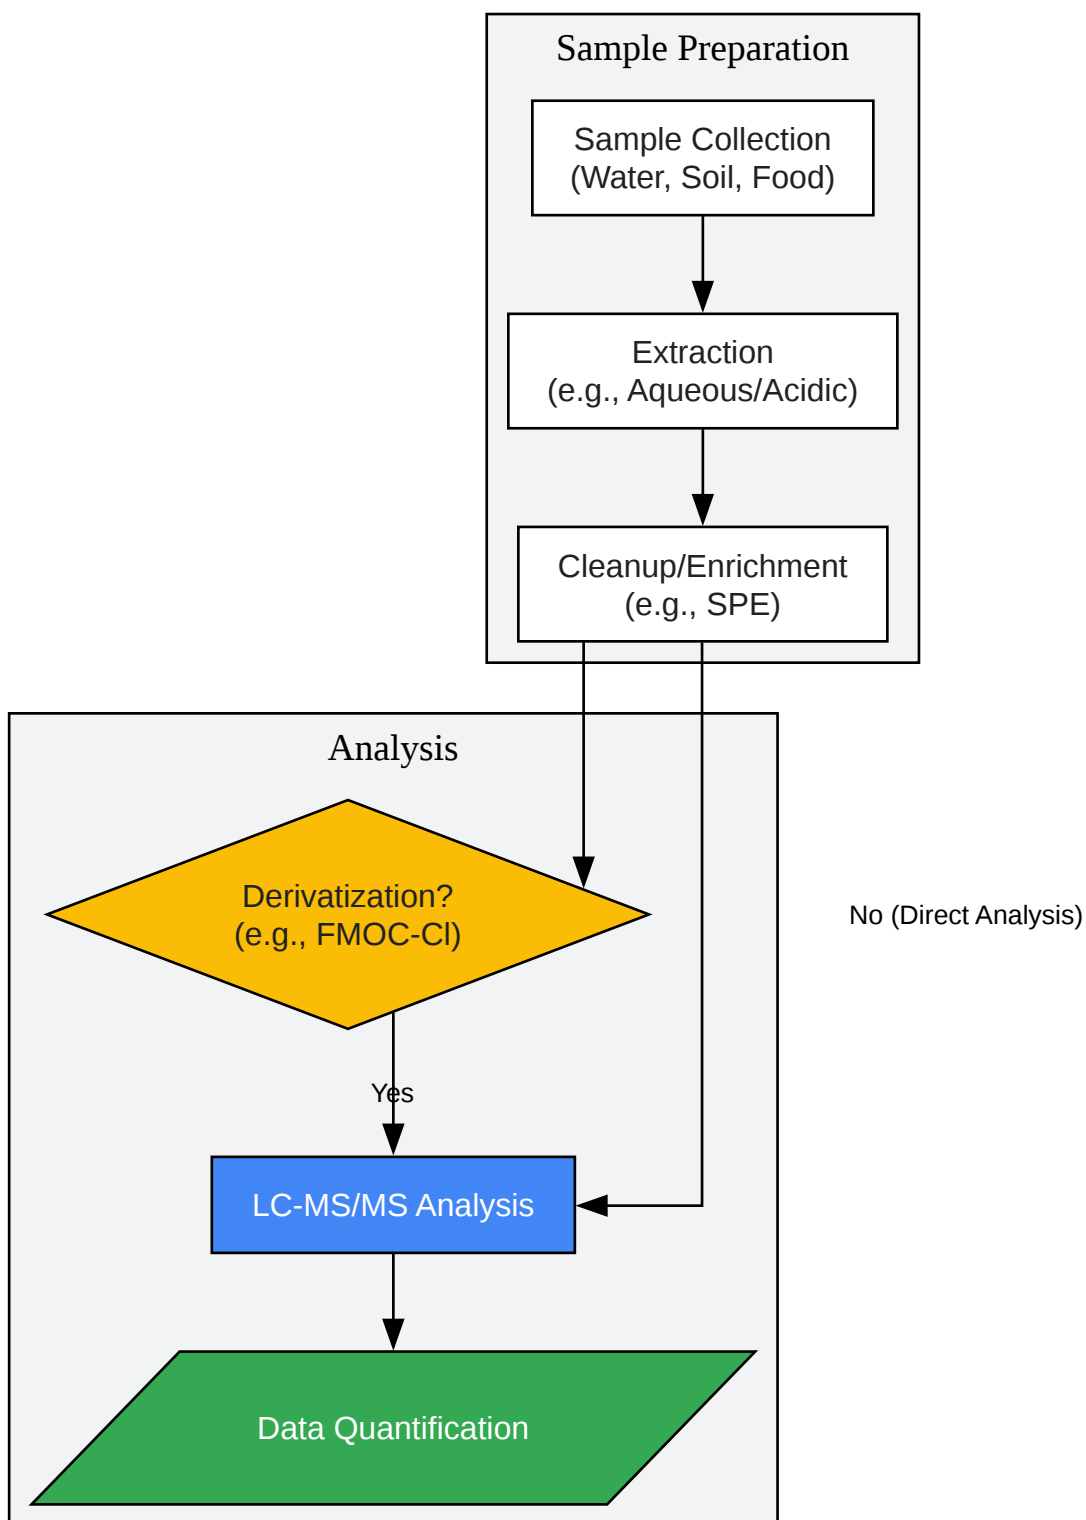 Sample Preparation
Sample Collection
(Water, Soil, Food)
Extraction
(e.g., Aqueous/Acidic)
Cleanup/Enrichment
(e.g., SPE)
Analysis
Derivatization?
(e.g., FMOC-Cl)
No (Direct Analysis)
Yes
LC-MS/MS Analysis
Data Quantification